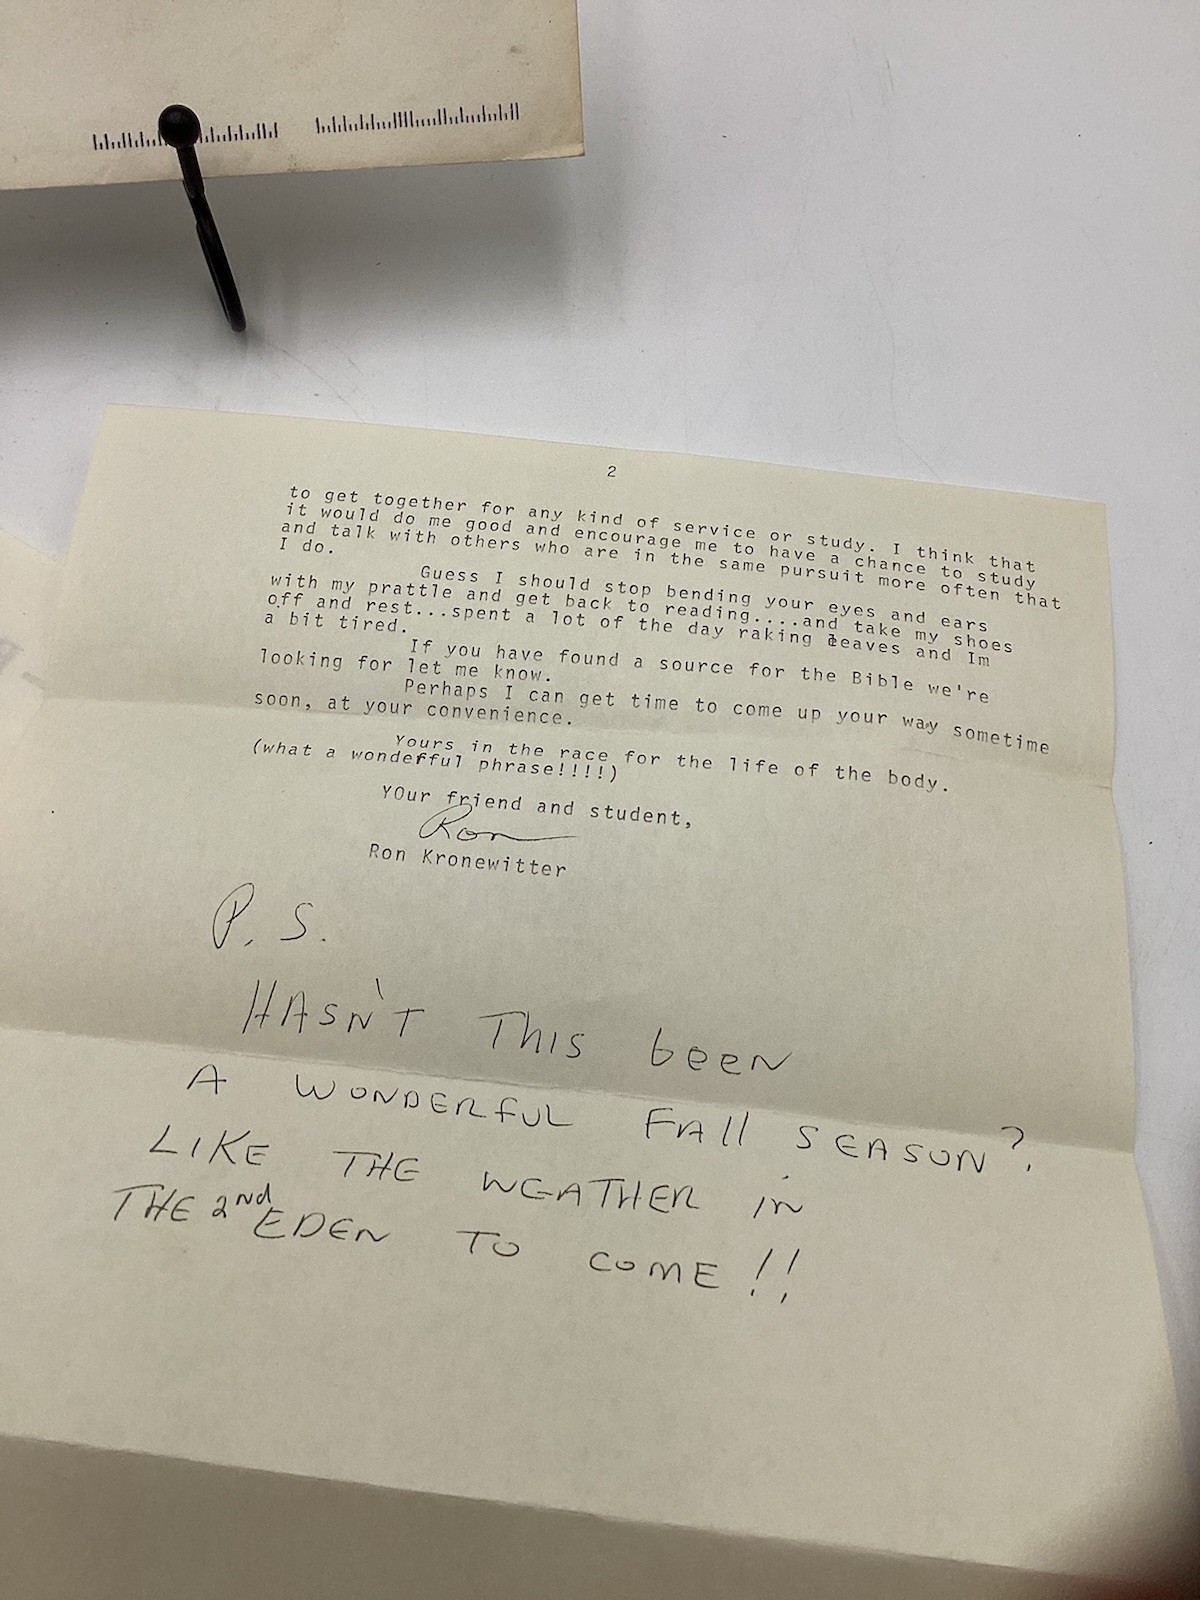 2
to get together for any kind of service or study. I think that
it would do me good and encourage me to have a chance to study
and talk with others who are in the same pursuit more often that
I do.
Guess I should stop bending your eyes and ears
with my prattle and get back to reading....and take my shoes
off and rest...spent a lot of the day raking leaves and Im
a bit tired.
If you have found a source for the Bible we're
looking for let me know.
Perhaps I can get time to come up your way sometime
soon, at your convenience.
Yours in the race for the life of the body.
(what a wondefful phrase!!!!)
YOur friend and student,
Ron
Ron Kronewitter
P.S.
HASN'T THIS been
A WONDERFUL FAll SEASON?
LIKE THE WEATHER in
THE 2nd EDEN TO COME!!